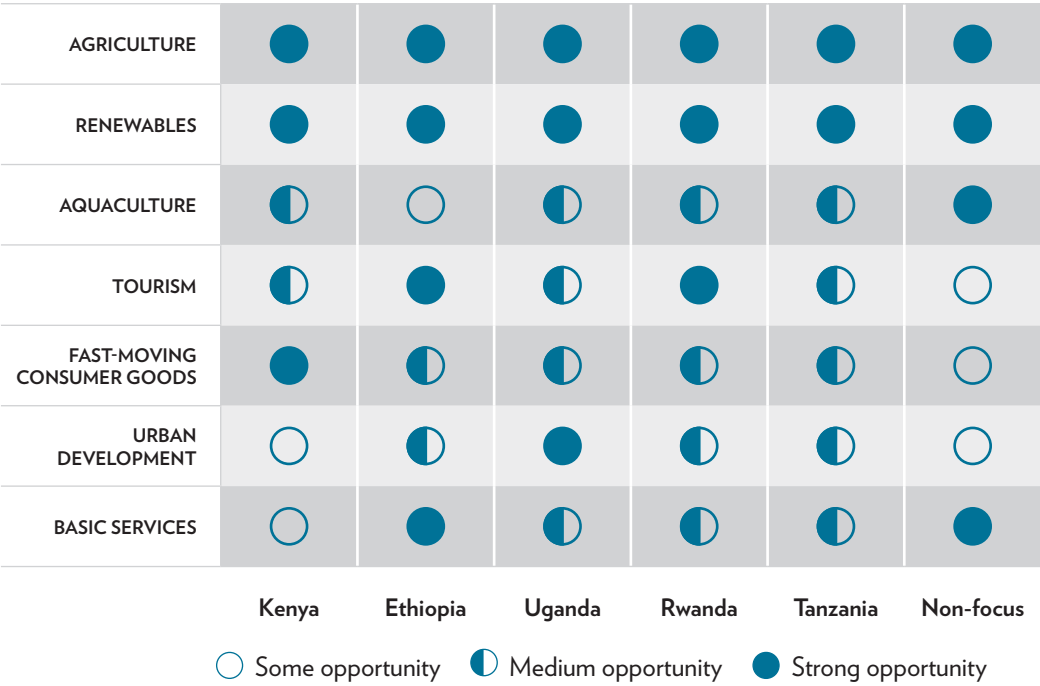 AGRICULTURE
RENEWABLES
AQUACULTURE
TOURISM
FAST-MOVING
CONSUMER GOODS
URBAN
DEVELOPMENT
BASIC SERVICES
Kenya Ethiopia Uganda Rwanda Tanzania Non-focus
Some opportunity Medium opportunity Strong opportunity